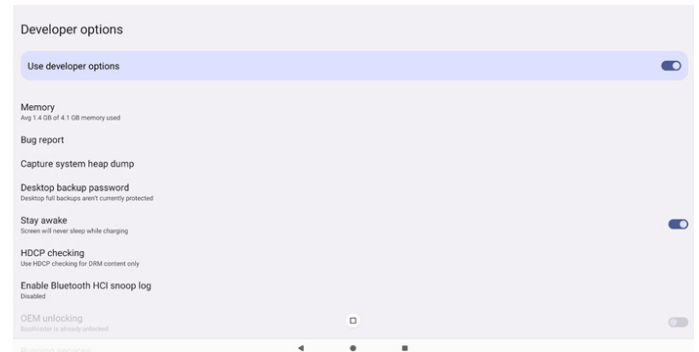 Developer options
Use developer options
Memory
Avg 1.4 GB of 4.1 GB memory used
Bug report
Capture system heap dump
Desktop backup password
Desktop full backups aren't currently protected
Stay awake
Screen will never sleep while charging
HDCP checking
Use HDCP checking for DRM content only
Enable Bluetooth HCI snoop log
Disabled
OEM unlocking
Bootloader is already unlocked